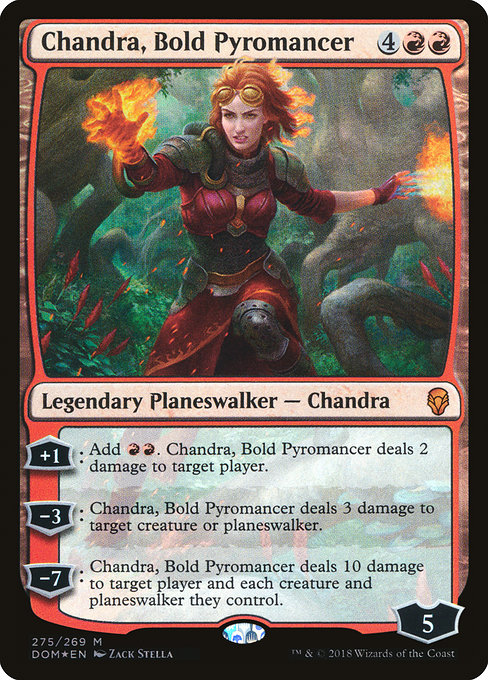 Chandra, Bold Pyromancer 4
Legendary Planeswalker — Chandra
+1: Add. Chandra, Bold Pyromancer deals 2
damage to target player.
−3: Chandra, Bold Pyromancer deals 3 damage to
target creature or planeswalker.
−7: Chandra, Bold Pyromancer deals 10 damage
to target player and each creature and
planeswalker they control.
5
275/269 M
DOM★EN Zack Stella
™ & © 2018 Wizards of the Coast